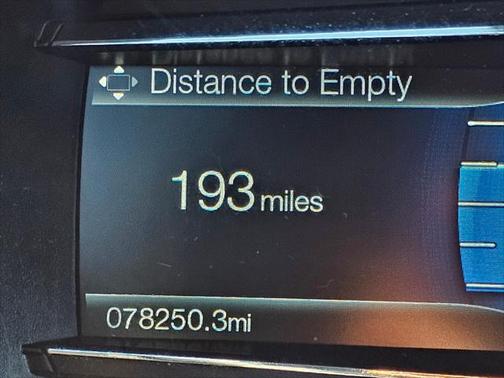 Distance to Empty
193 miles
078250.3mi